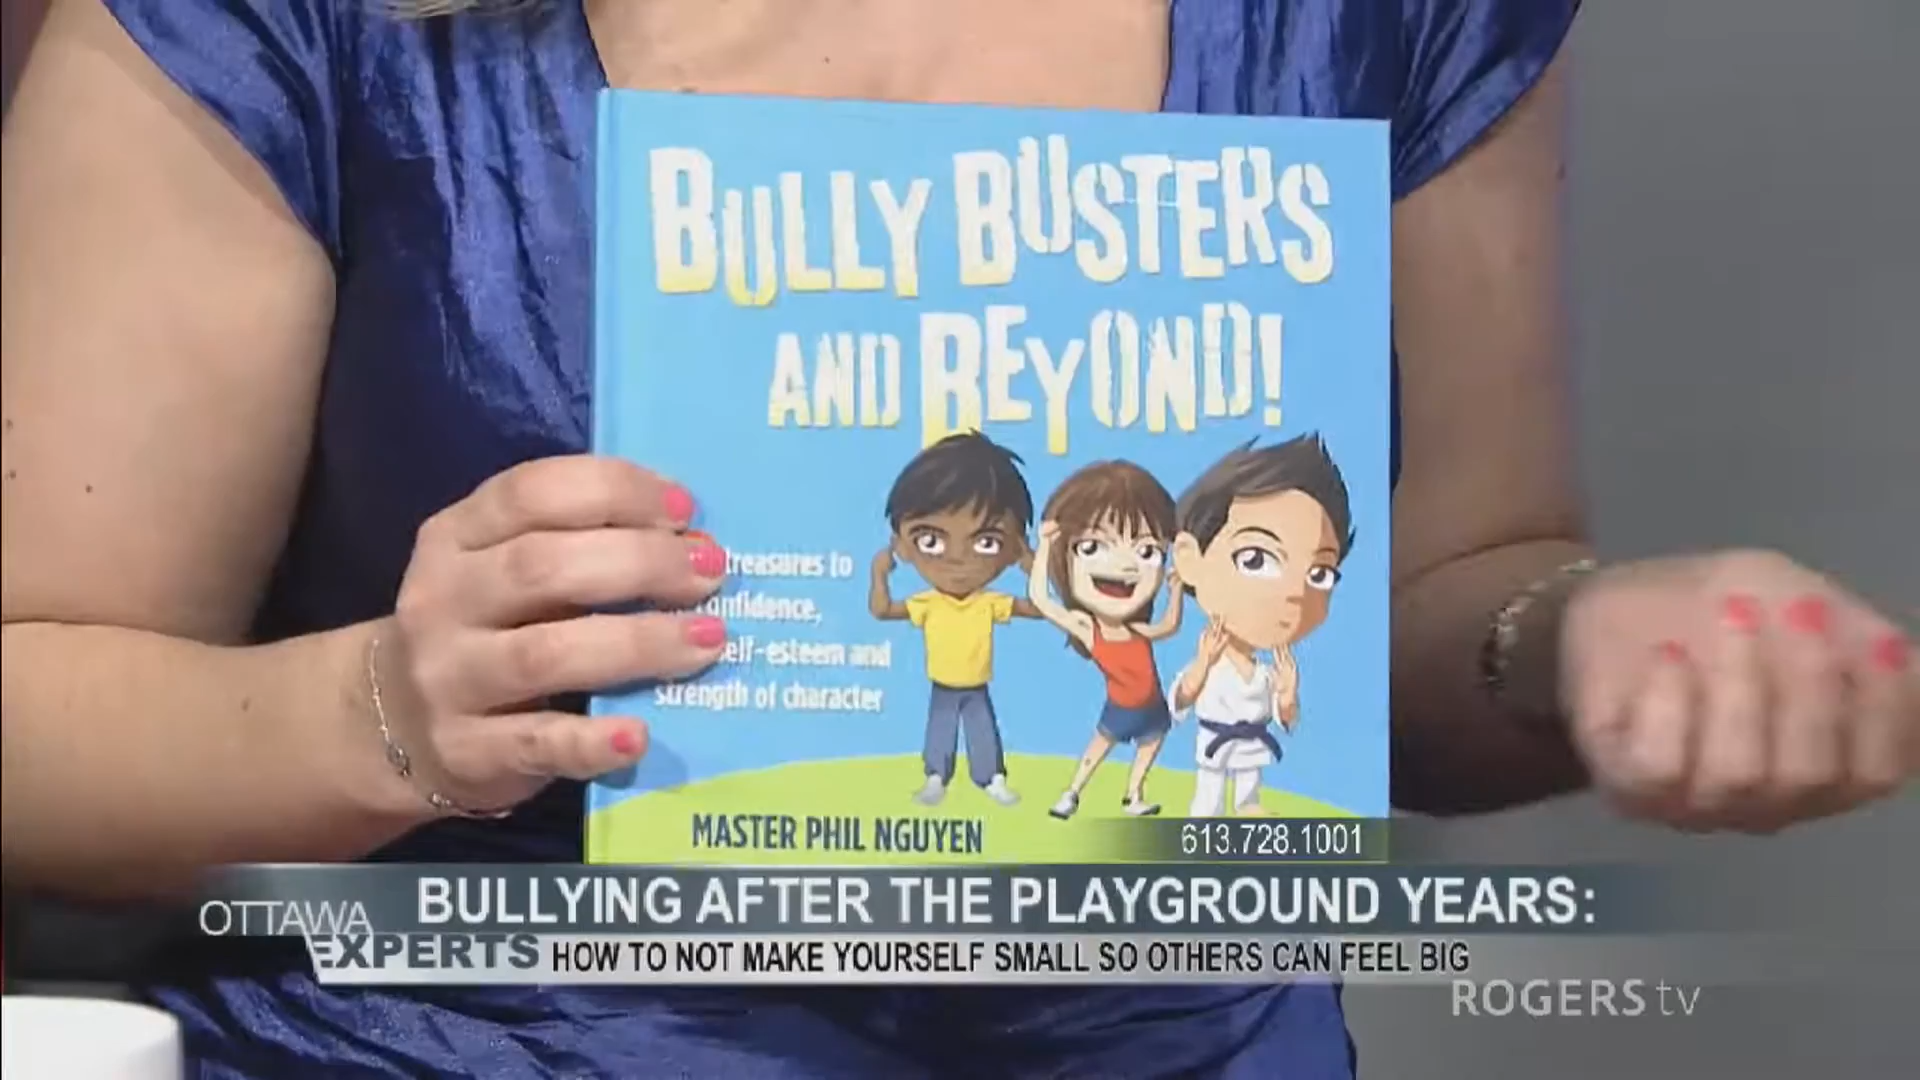 BULLY BUSTERS
AND BEYOND!
treasures to
confidence,
self-esteem and
strength of character
MASTER PHIL NGUYEN
613.728.1001
OTTAWA
EXPERTS
BULLYING AFTER THE PLAYGROUND YEARS:
HOW TO NOT MAKE YOURSELF SMALL SO OTHERS CAN FEEL BIG
ROGERS tv